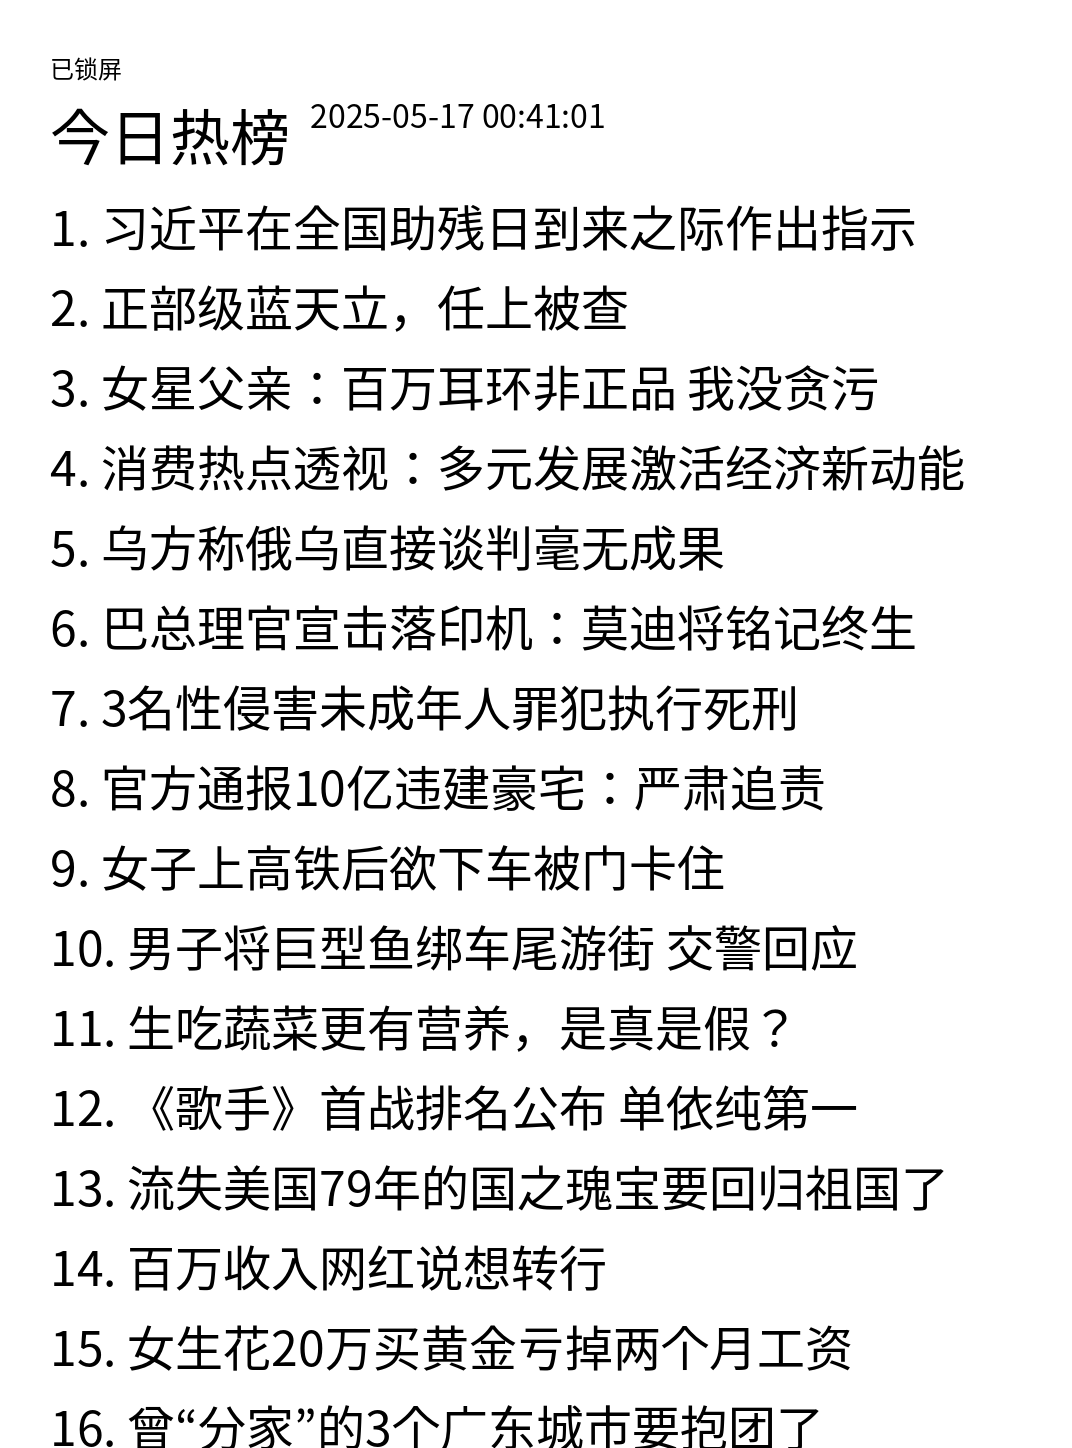 已锁屏
今日热榜 2025-05-17 00:41:01
1. 习近平在全国助残日到来之际作出指示
2. 正部级蓝天立，任上被查
3. 女星父亲：百万耳环非正品 我没贪污
4. 消费热点透视：多元发展激活经济新动能
5. 乌方称俄乌直接谈判毫无成果
6. 巴总理官宣击落印机：莫迪将铭记终生
7. 3名性侵害未成年人罪犯执行死刑
8. 官方通报10亿违建豪宅：严肃追责
9. 女子上高铁后欲下车被门卡住
10. 男子将巨型鱼绑车尾游街 交警回应
11. 生吃蔬菜更有营养，是真是假？
12. 《歌手》首战排名公布 单依纯第一
13. 流失美国79年的国之瑰宝要回归祖国了
14. 百万收入网红说想转行
15. 女生花20万买黄金亏掉两个月工资
16. 曾“分家”的3个广东城市要抱团了